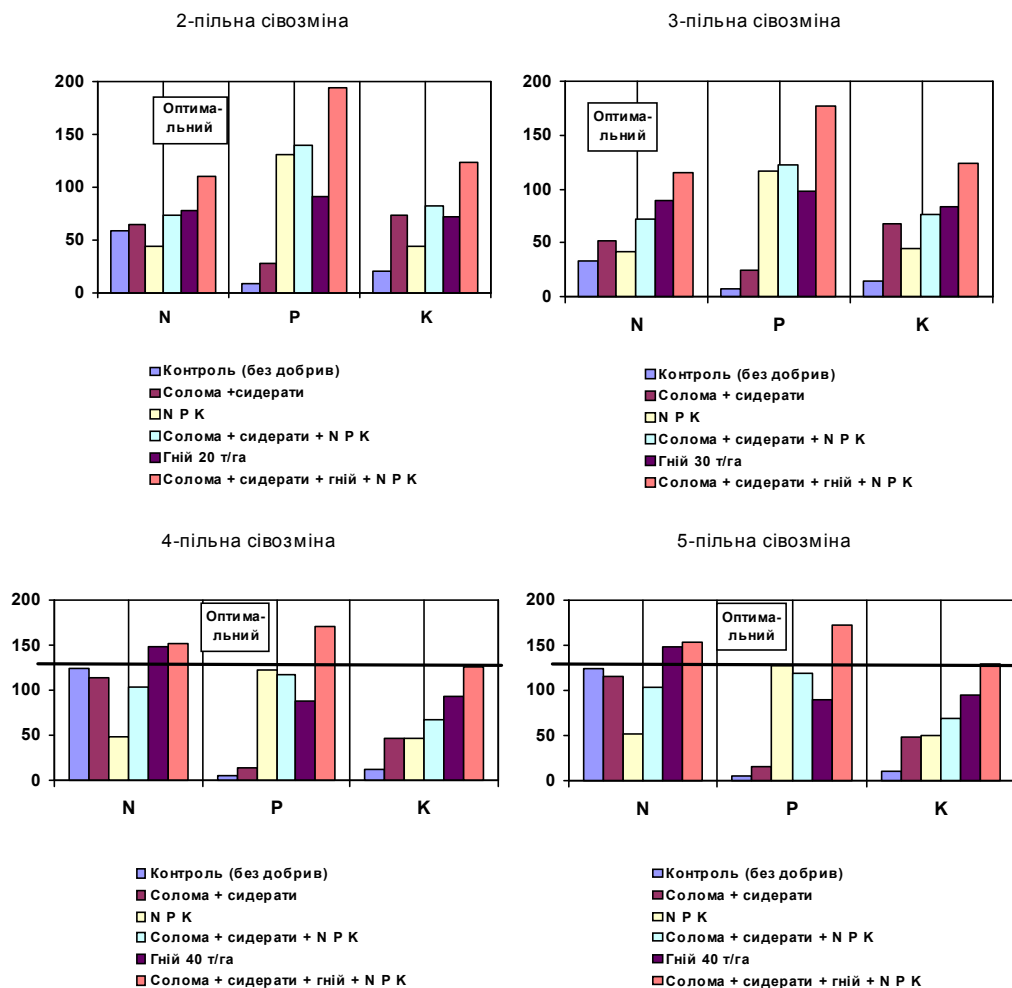 2-пільна сівозміна
200
150
100
50
0
Оптима-
льний
N P K
Контроль (без добрив)
Солома +сидерати
N P K
Солома + сидерати + N P K
Гній 20 т/га
Солома + сидерати + гній + N P K
3-пільна сівозміна
200
150
100
50
0
Оптима-
льний
N P K
Контроль (без добрив)
Солома + сидерати
N P K
Солома + сидерати + N P K
Гній 30 т/га
Солома + сидерати + гній + N P K
4-пільна сівозміна
200
150
100
50
0
Оптима-
льний
N P K
Контроль (без добрив)
Солома + сидерати
N P K
Солома + сидерати + N P K
Гній 40 т/га
Солома + сидерати + гній + N P K
5-пільна сівозміна
200
150
100
50
0
Оптима-
льний
N P K
Контроль (без добрив)
Солома + сидерати
N P K
Солома + сидерати + N P K
Гній 40 т/га
Солома + сидерати + гній + N P K